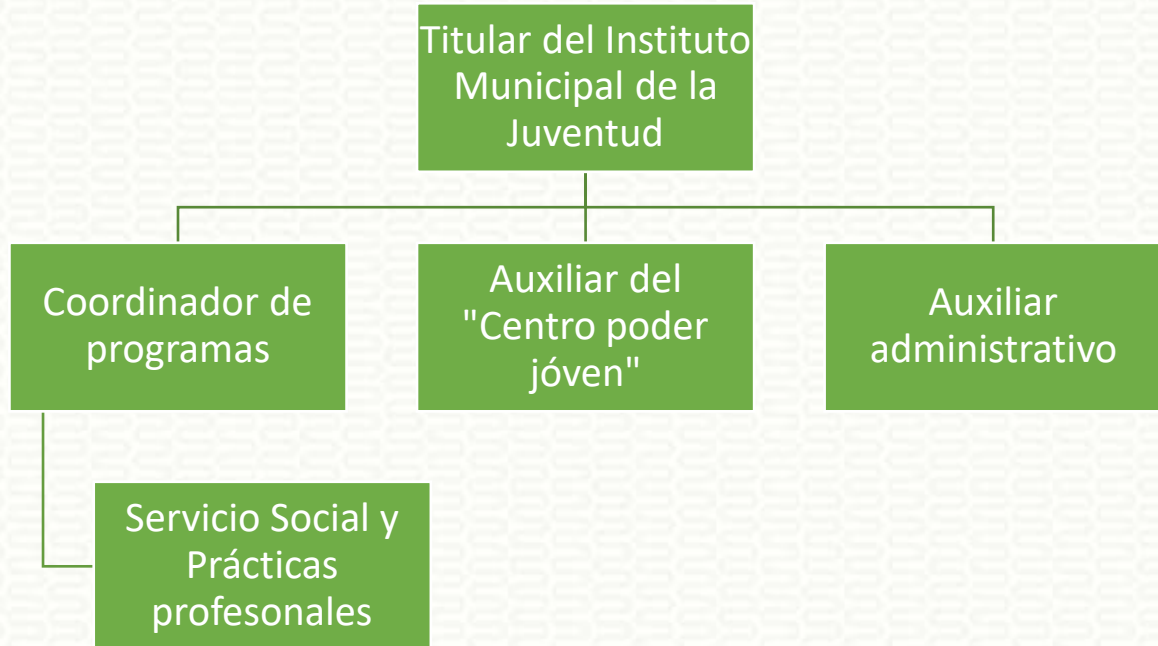 Titular del Instituto
Municipal de la
Juventud
Coordinador de
programas
Auxiliar del
"Centro poder
jóven"
Auxiliar
administrativo
Servicio Social y
Prácticas
profesonales